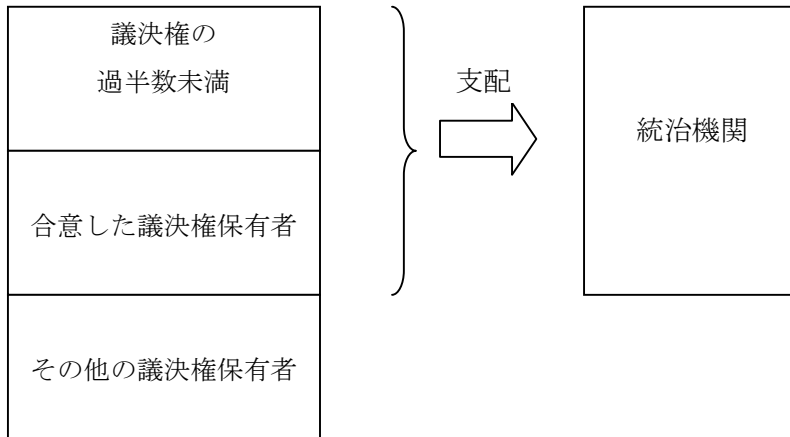 議決権の
過半数未満
合意した議決権保有者
その他の議決権保有者
支配
統治機関